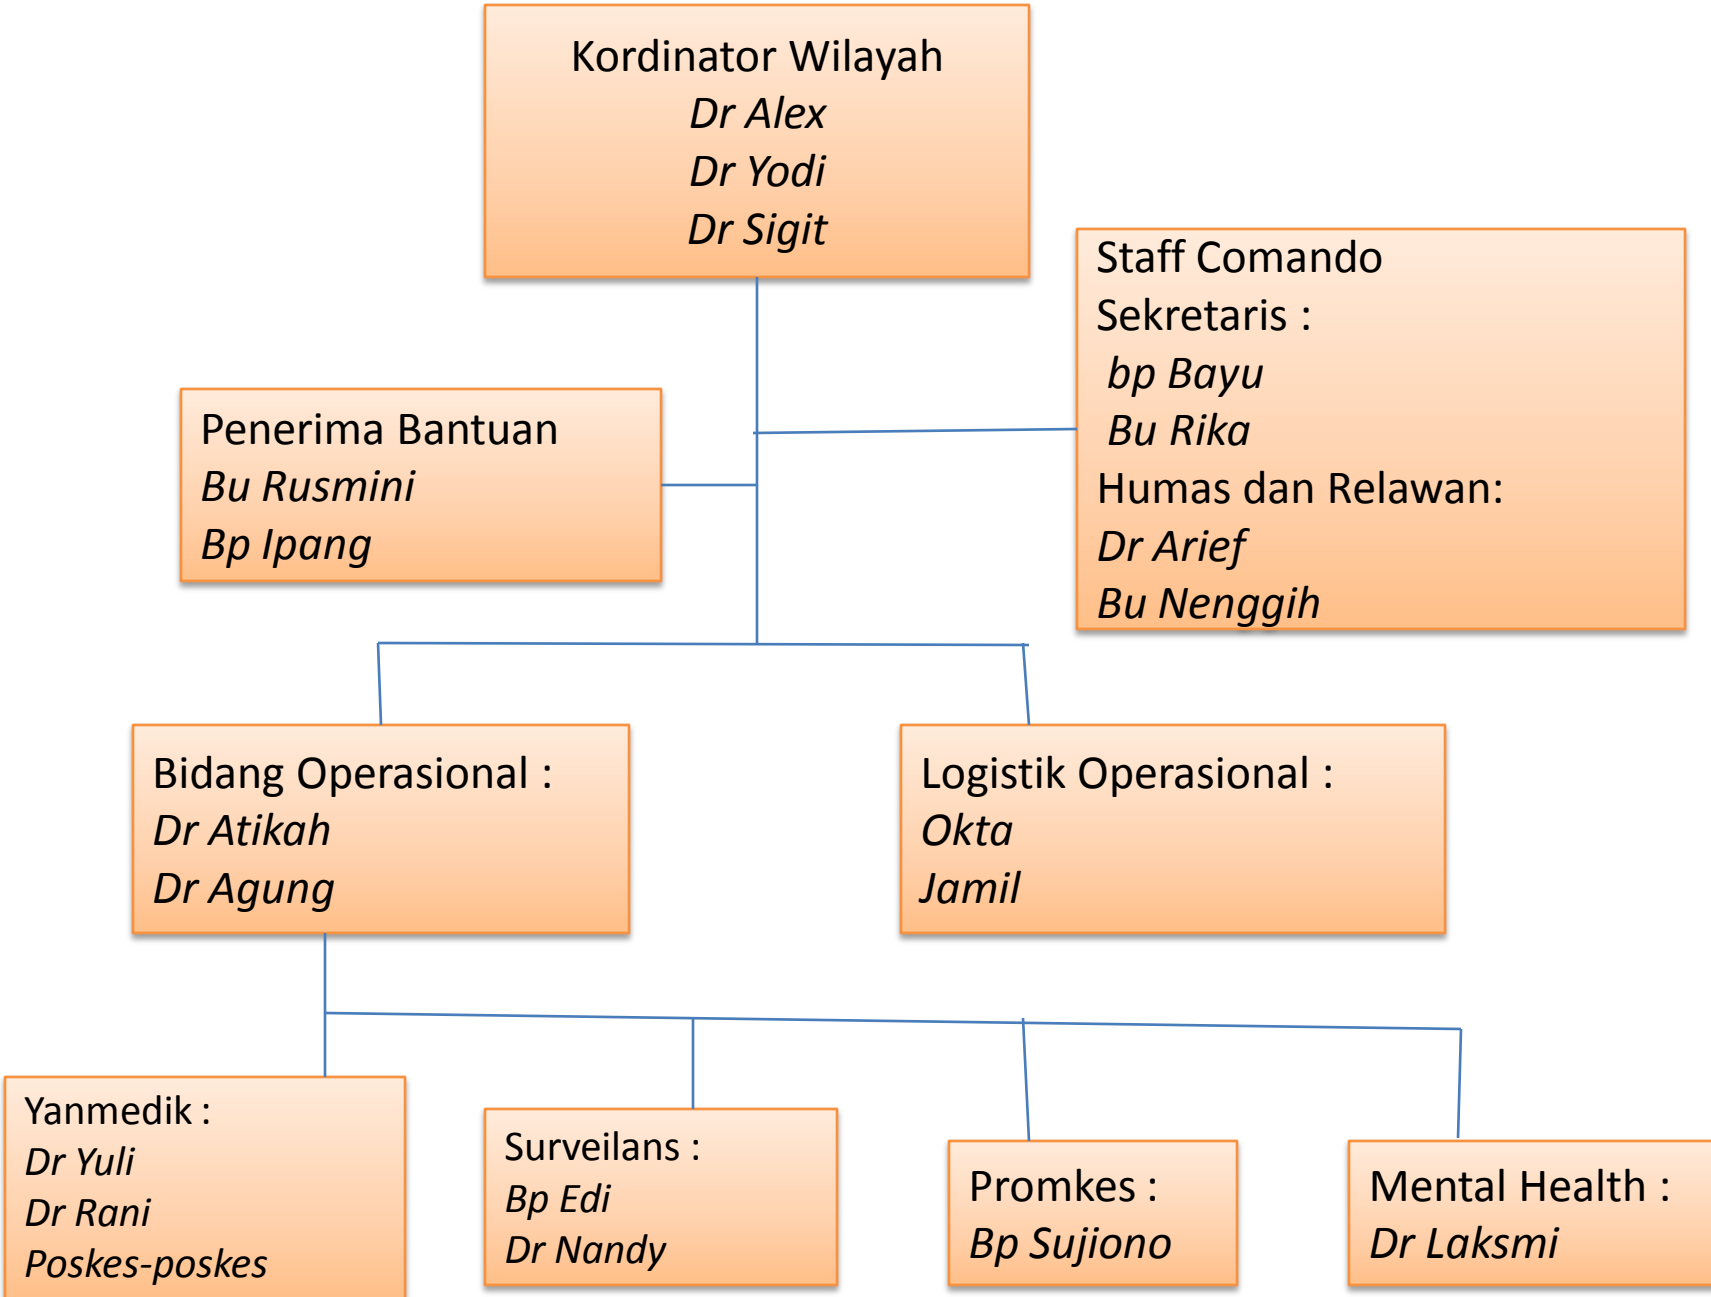 Kordinator Wilayah
Dr Alex
Dr Yodi
Dr Sigit
Staff Comando
Sekretaris :
bp Bayu
Bu Rika
Humas dan Relawan:
Dr Arief
Bu Nenggih
Penerima Bantuan
Bu Rusmini
Bp Ipang
Bidang Operasional :
Dr Atikah
Dr Agung
Logistik Operasional :
Okta
Jamil
Yanmedik :
Dr Yuli
Dr Rani
Poskes-poskes
Surveilans :
Bp Edi
Dr Nandy
Promkes :
Bp Sujiono
Mental Health :
Dr Laksmi